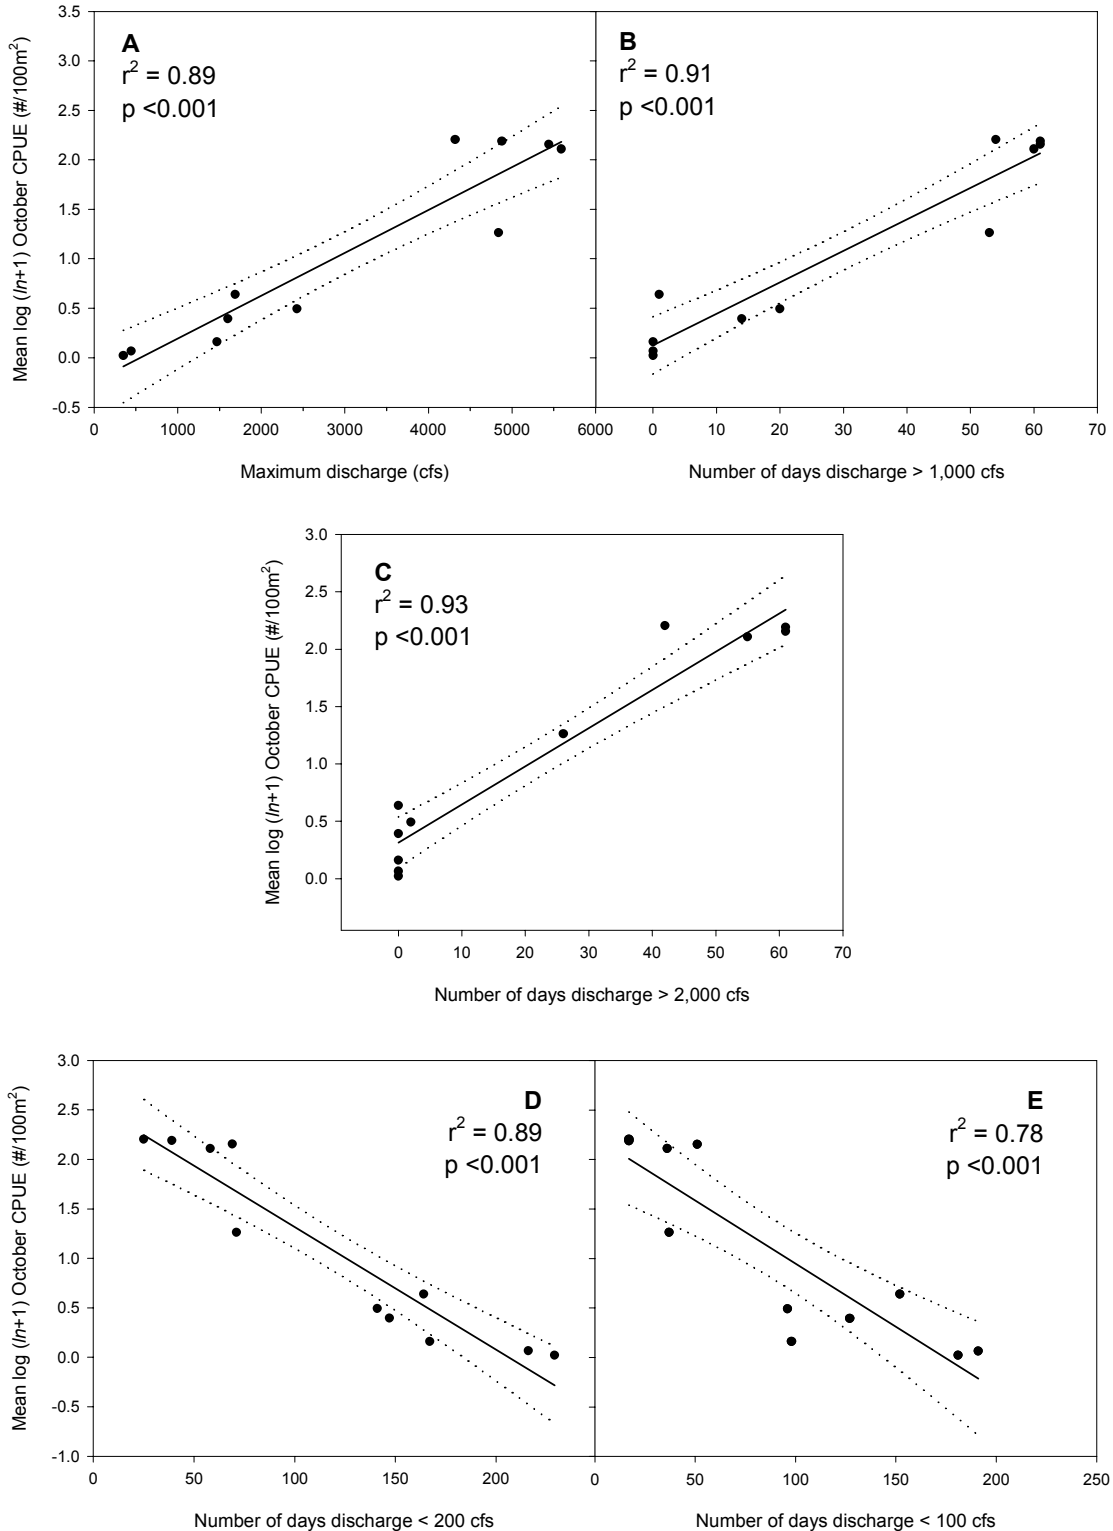 A
r² = 0.89
p <0.001
B
r² = 0.91
p <0.001
Mean log (ln+1) October CPUE (#/100m²)
3.5
3.0
2.5
2.0
1.5
1.0
0.5
0.0
-0.5
0 1000 2000 3000 4000 5000 6000
0 10 20 30 40 50 60 70
Maximum discharge (cfs)
Number of days discharge > 1,000 cfs
C
r² = 0.93
p <0.001
Mean log (ln+1) October CPUE (#/100m²)
3.0
2.5
2.0
1.5
1.0
0.5
0.0
0 10 20 30 40 50 60 70
Number of days discharge > 2,000 cfs
D
r² = 0.89
p <0.001
E
r² = 0.78
p <0.001
Mean log (ln+1) October CPUE (#/100m²)
3.0
2.5
2.0
1.5
1.0
0.5
0.0
-0.5
-1.0
0 50 100 150 200
0 50 100 150 200 250
Number of days discharge < 200 cfs
Number of days discharge < 100 cfs